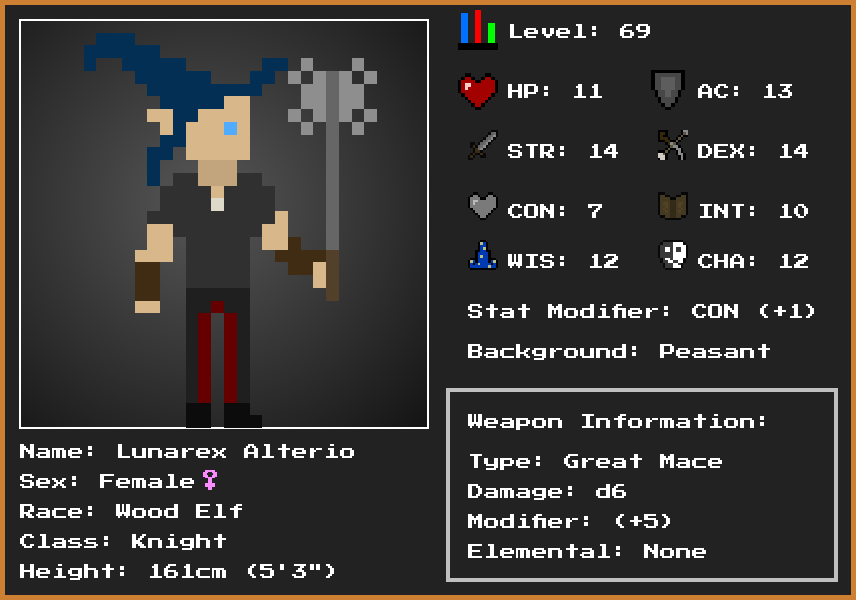 Level: 69
HP: 11 AC: 13
STR: 14 DEX: 14
CON: 7 INT: 10
WIS: 12 CHA: 12
Stat Modifier: CON (+1)
Background: Peasant
Weapon Information:
Type: Great Mace
Damage: d6
Modifier: (+5)
Elemental: None
Name: Lunarex Alterio
Sex: Female♀
Race: Wood Elf
Class: Knight
Height: 161cm (5'3")